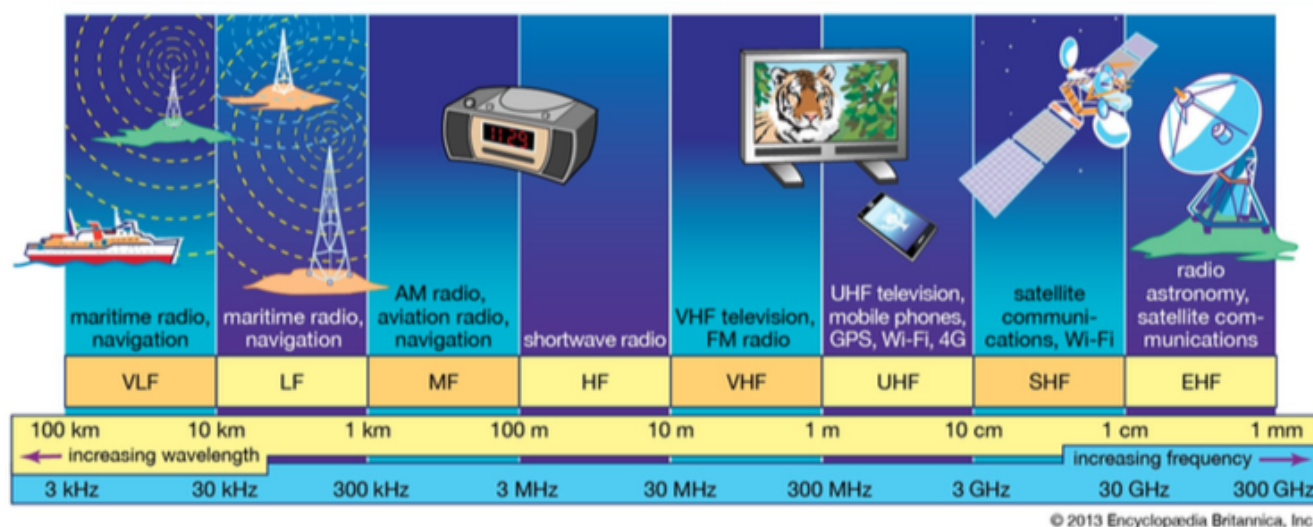 11:29
maritime radio,
navigation
maritime radio,
navigation
AM radio,
aviation radio,
navigation
shortwave radio
VHF television,
FM radio
UHF television,
mobile phones,
GPS, Wi-Fi, 4G
satellite
communi-
cations, Wi-Fi
radio
astronomy,
satellite com-
munications
VLF LF MF HF VHF UHF SHF EHF
100 km 10 km 1 km 100 m 10 m 1 m 10 cm 1 cm 1 mm
increasing wavelength increasing frequency
3 kHz 30 kHz 300 kHz 3 MHz 30 MHz 300 MHz 3 GHz 30 GHz 300 GHz
© 2013 Encyclopædia Britannica, Inc